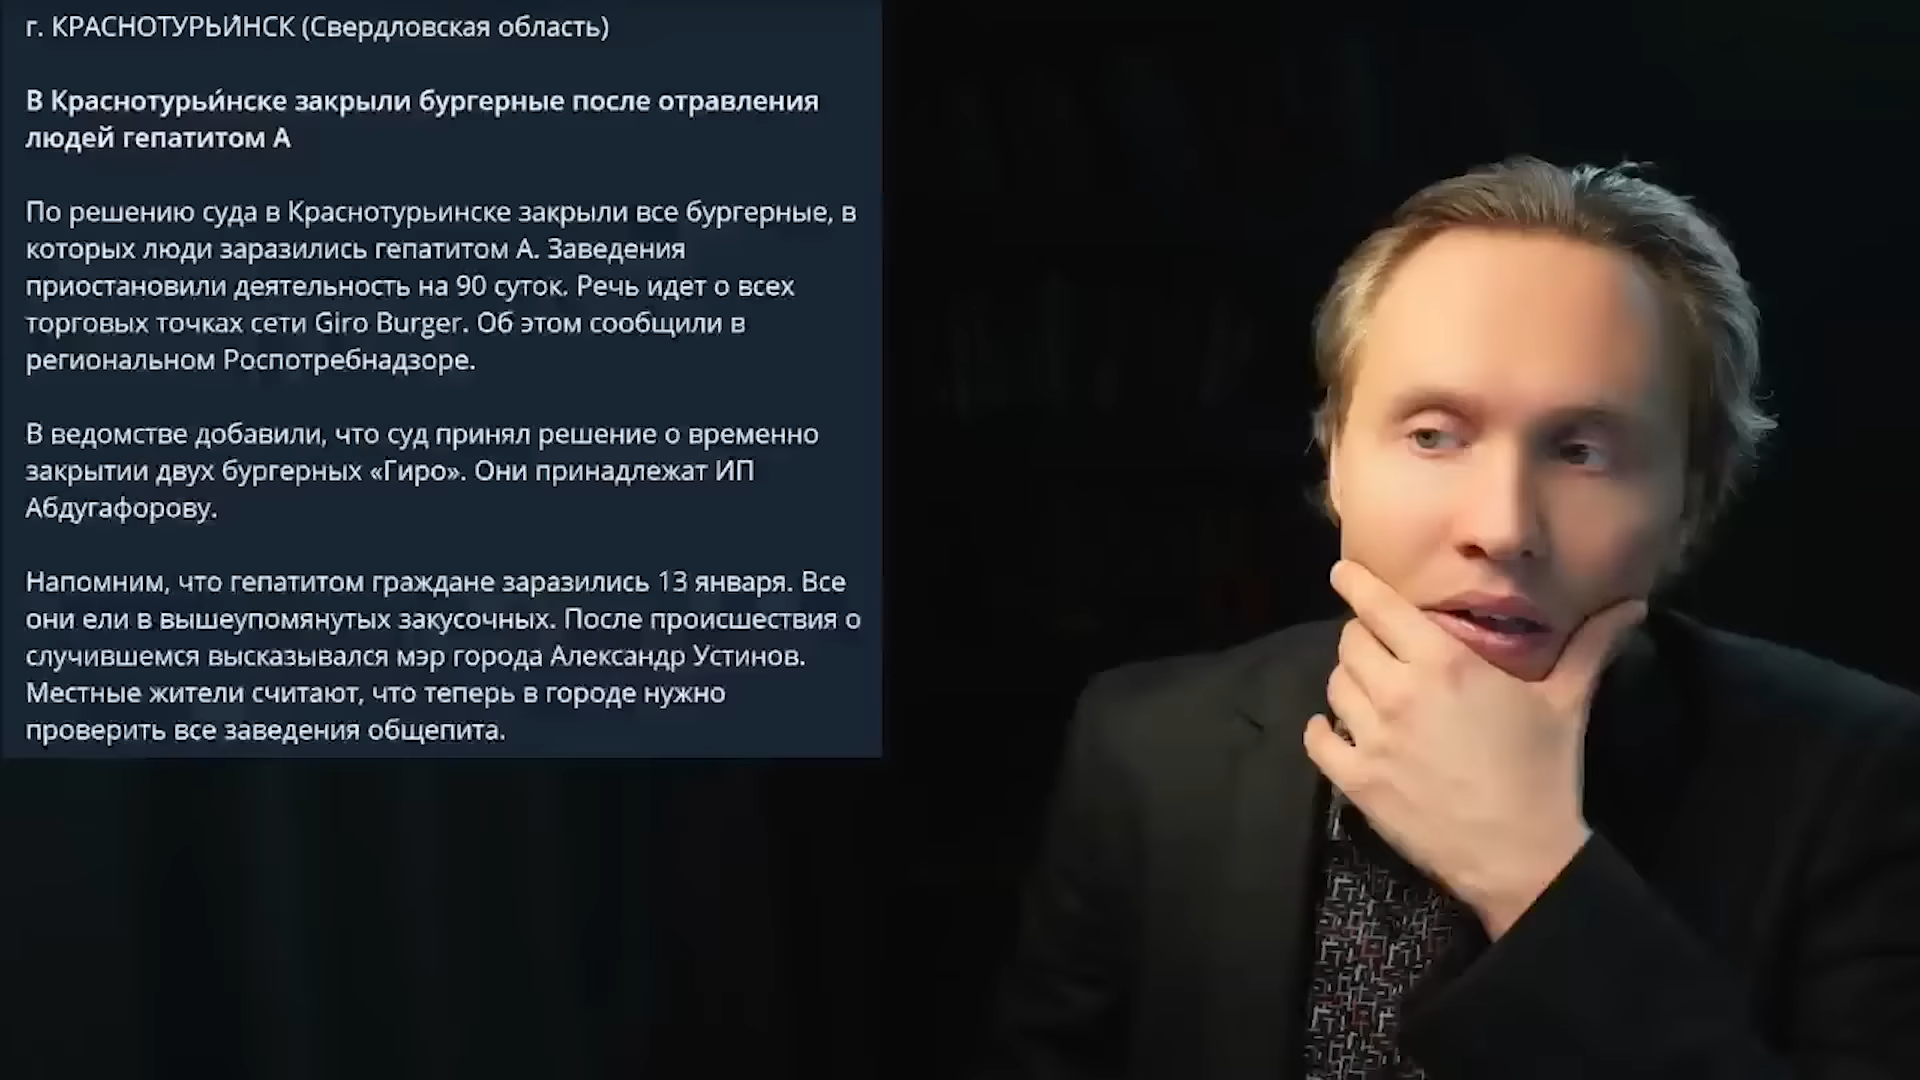 г. КРАСНОТУРЬИ́НСК (Свердловская область)
В Краснотурьи́нске закрыли бургерные после отравления
людей гепатитом А
По решению суда в Краснотурьинске закрыли все бургерные, в
которых люди заразились гепатитом А. Заведения
приостановили деятельность на 90 суток. Речь идет о всех
торговых точках сети Giro Burger. Об этом сообщили в
региональном Роспотребнадзоре.
В ведомстве добавили, что суд принял решение о временно
закрытии двух бургерных «Гиро». Они принадлежат ИП
Абдугафорову.
Напомним, что гепатитом граждане заразились 13 января. Все
они ели в вышеупомянутых закусочных. После происшествия о
случившемся высказывался мэр города Александр Устинов.
Местные жители считают, что теперь в городе нужно
проверить все заведения общепита.